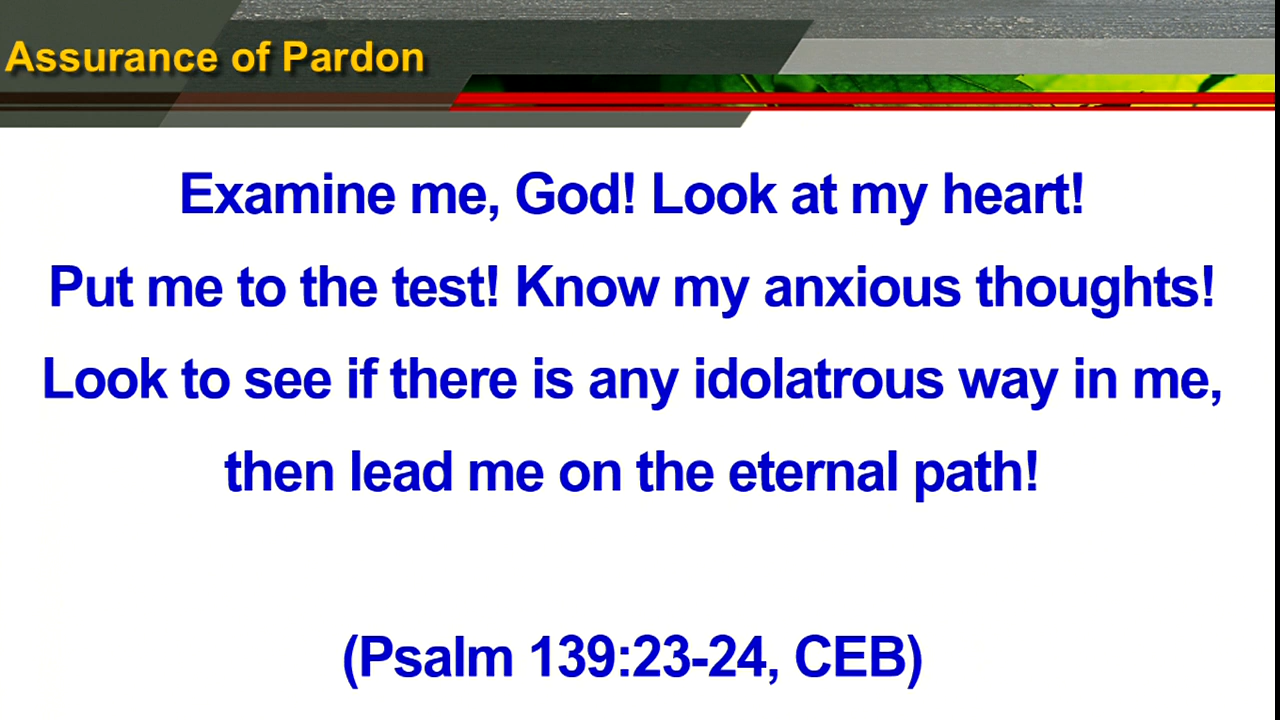 Assurance of Pardon
Examine me, God! Look at my heart!
Put me to the test! Know my anxious thoughts!
Look to see if there is any idolatrous way in me,
then lead me on the eternal path!
(Psalm 139:23-24, CEB)